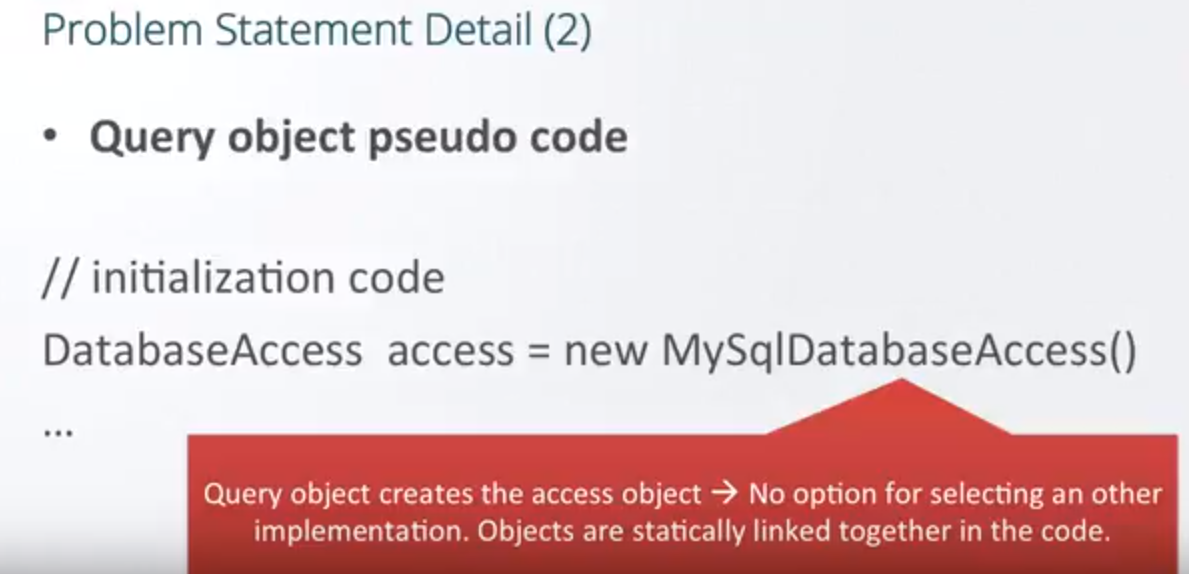 Problem Statement Detail (2)
• Query object pseudo code
// initialization code
DatabaseAccess access = new MySqlDatabaseAccess()
...
Query object creates the access object → No option for selecting an other
implementation. Objects are statically linked together in the code.